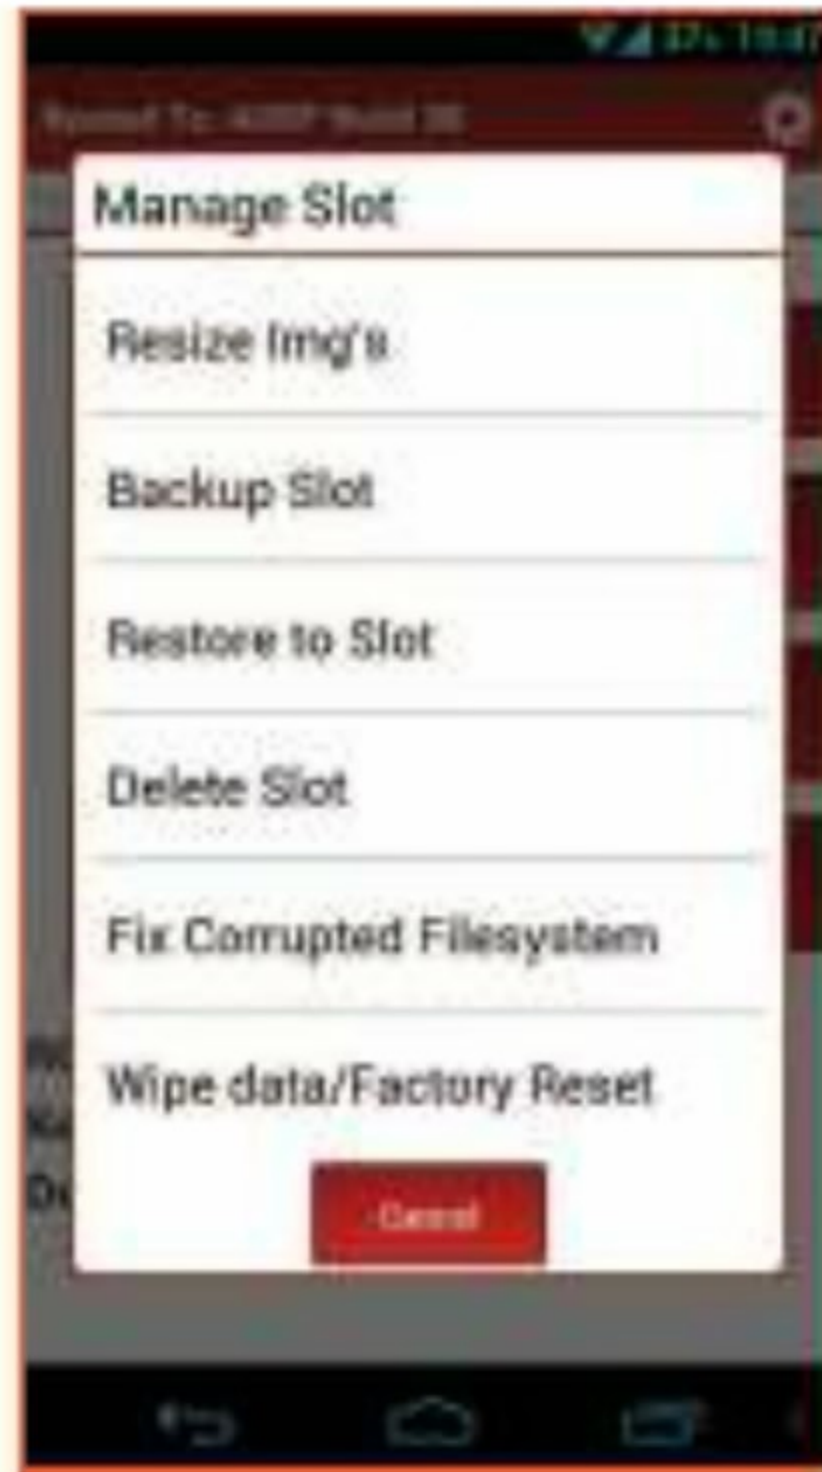 Manage Slot
Resize Img's
Backup Slot
Restore to Slot
Delete Slot
Fix Corrupted Filesystem
Wipe data/Factory Reset
Cancel